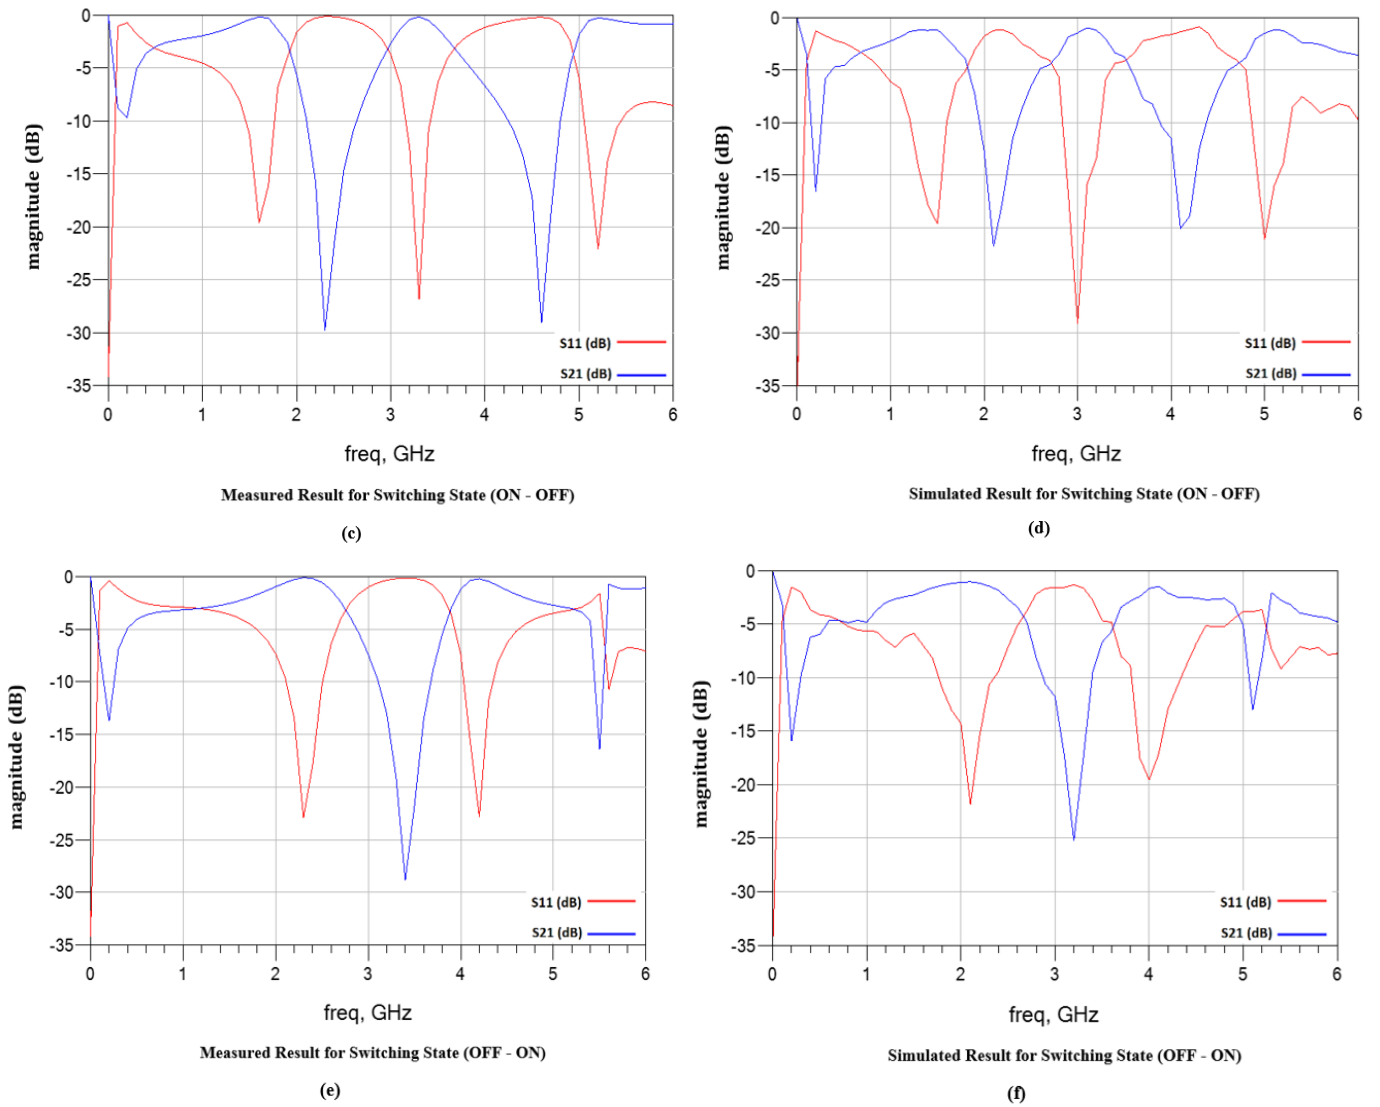 0
-5
-10
-15
-20
-25
-30
-35
magnitude (dB)
S11 (dB)
S21 (dB)
0 1 2 3 4 5 6
freq, GHz
Measured Result for Switching State (ON - OFF)
(c)
0
-5
-10
-15
-20
-25
-30
-35
magnitude (dB)
S11 (dB)
S21 (dB)
0 1 2 3 4 5 6
freq, GHz
Simulated Result for Switching State (ON - OFF)
(d)
0
-5
-10
-15
-20
-25
-30
-35
magnitude (dB)
S11 (dB)
S21 (dB)
0 1 2 3 4 5 6
freq, GHz
Measured Result for Switching State (OFF - ON)
(e)
0
-5
-10
-15
-20
-25
-30
-35
magnitude (dB)
S11 (dB)
S21 (dB)
0 1 2 3 4 5 6
freq, GHz
Simulated Result for Switching State (OFF - ON)
(f)